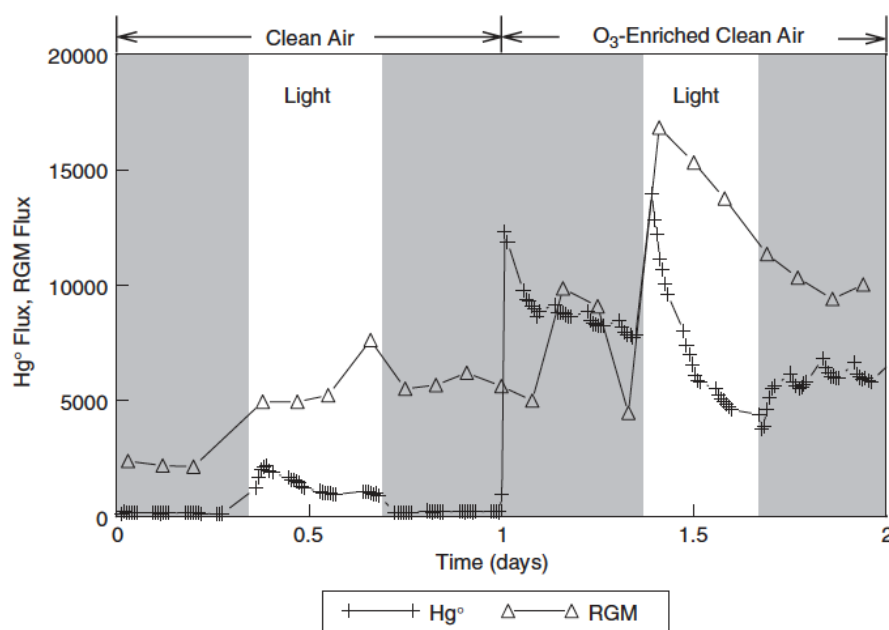 Clean Air
O₃-Enriched Clean Air
20000
Light
Light
15000
10000
5000
0
Hg° Flux, RGM Flux
0
0.5
1
1.5
2
Time (days)
Hg°
RGM